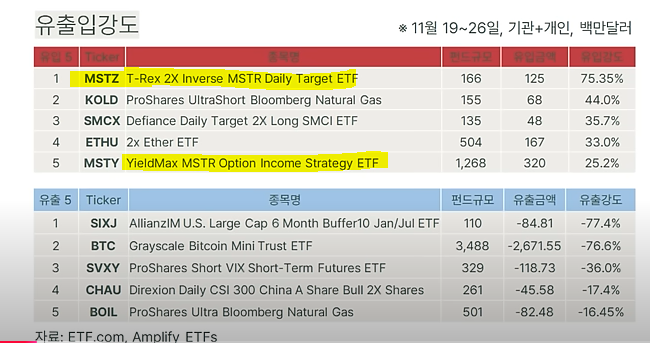 유출입강도
※ 11월 19~26일, 기관+개인, 백만달러
유입 5 Ticker 종목명 펀드규모 유입금액 유입강도
1 MSTZ T-Rex 2X Inverse MSTR Daily Target ETF 166 125 75.35%
2 KOLD ProShares UltraShort Bloomberg Natural Gas 155 68 44.0%
3 SMCX Defiance Daily Target 2X Long SMCI ETF 135 48 35.7%
4 ETHU 2x Ether ETF 504 167 33.0%
5 MSTY YieldMax MSTR Option Income Strategy ETF 1,268 320 25.2%
유출 5 Ticker 종목명 펀드규모 유출금액 유출강도
1 SIXJ AllianzIM U.S. Large Cap 6 Month Buffer10 Jan/Jul ETF 110 -84.81 -77.4%
2 BTC Grayscale Bitcoin Mini Trust ETF 3,488 -2,671.55 -76.6%
3 SVXY ProShares Short VIX Short-Term Futures ETF 329 -118.73 -36.0%
4 CHAU Direxion Daily CSI 300 China A Share Bull 2X Shares 261 -45.58 -17.4%
5 BOIL ProShares Ultra Bloomberg Natural Gas 501 -82.48 -16.45%
자료: ETF.com, Amplify ETFs